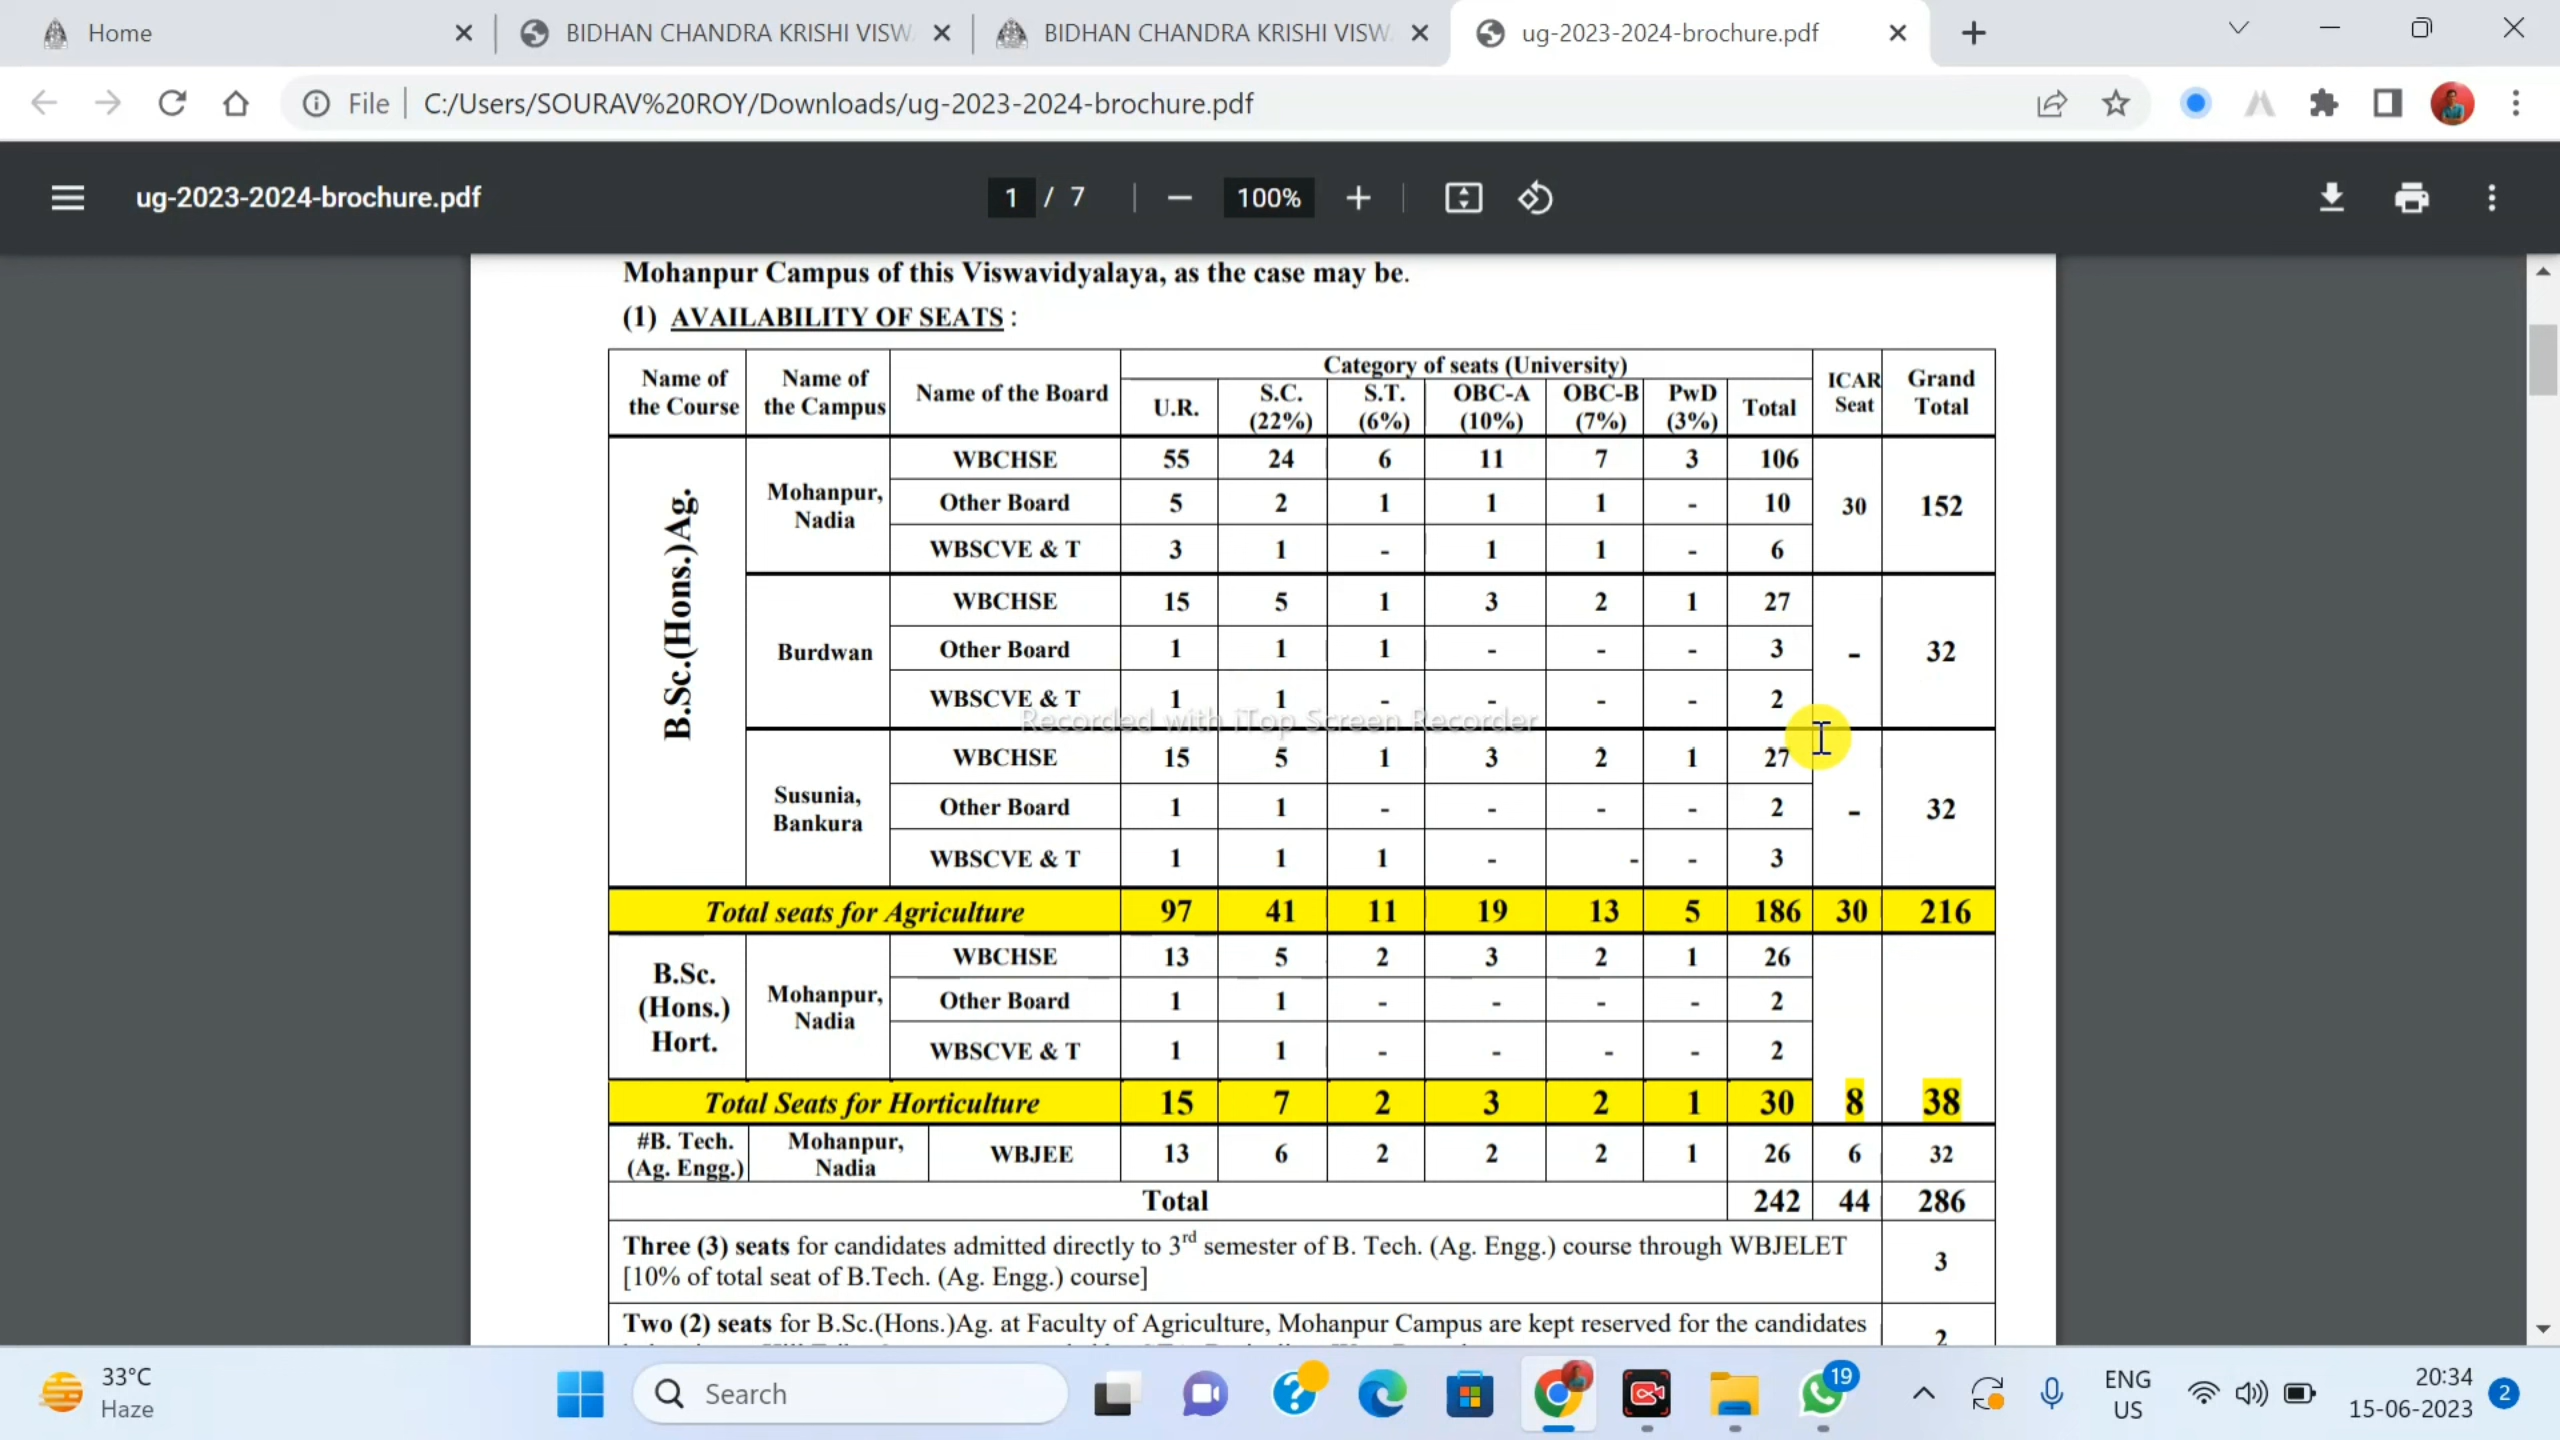 Home
BIDHAN CHANDRA KRISHI VISW
BIDHAN CHANDRA KRISHI VISW
ug-2023-2024-brochure.pdf
File | C:/Users/SOURAV%20ROY/Downloads/ug-2023-2024-brochure.pdf
ug-2023-2024-brochure.pdf
1 / 7
100%
Mohanpur Campus of this Viswavidyalaya, as the case may be.
(1) AVAILABILITY OF SEATS :
Name of the Course Name of the Campus Name of the Board Category of seats (University) ICAR Seat Grand Total
U.R. S.C. (22%) S.T. (6%) OBC-A (10%) OBC-B (7%) PwD (3%) Total
B.Sc.(Hons.)Ag.
Mohanpur, Nadia
WBCHSE 55 24 6 11 7 3 106
Other Board 5 2 1 1 1 - 10 30 152
WBSCVE & T 3 1 - 1 1 - 6
Burdwan
WBCHSE 15 5 1 3 2 1 27
Other Board 1 1 1 - - - 3 - 32
WBSCVE & T 1 1 - - - - 2
Recorded with iTop Screen Recorder
Susunia, Bankura
WBCHSE 15 5 1 3 2 1 27
Other Board 1 1 - - - - 2 - 32
WBSCVE & T 1 1 1 - - - 3
Total seats for Agriculture 97 41 11 19 13 5 186 30 216
B.Sc. (Hons.) Hort.
Mohanpur, Nadia
WBCHSE 13 5 2 3 2 1 26
Other Board 1 1 - - - - 2
WBSCVE & T 1 1 - - - - 2
Total Seats for Horticulture 15 7 2 3 2 1 30 8 38
#B. Tech. (Ag. Engg.) Mohanpur, Nadia WBJEE 13 6 2 2 2 1 26 6 32
Total 242 44 286
Three (3) seats for candidates admitted directly to 3rd semester of B. Tech. (Ag. Engg.) course through WBJELET
[10% of total seat of B.Tech. (Ag. Engg.) course] 3
Two (2) seats for B.Sc.(Hons.)Ag. at Faculty of Agriculture, Mohanpur Campus are kept reserved for the candidates 2
33°C
Haze
Search
19
ENG
US
20:34
15-06-2023
2